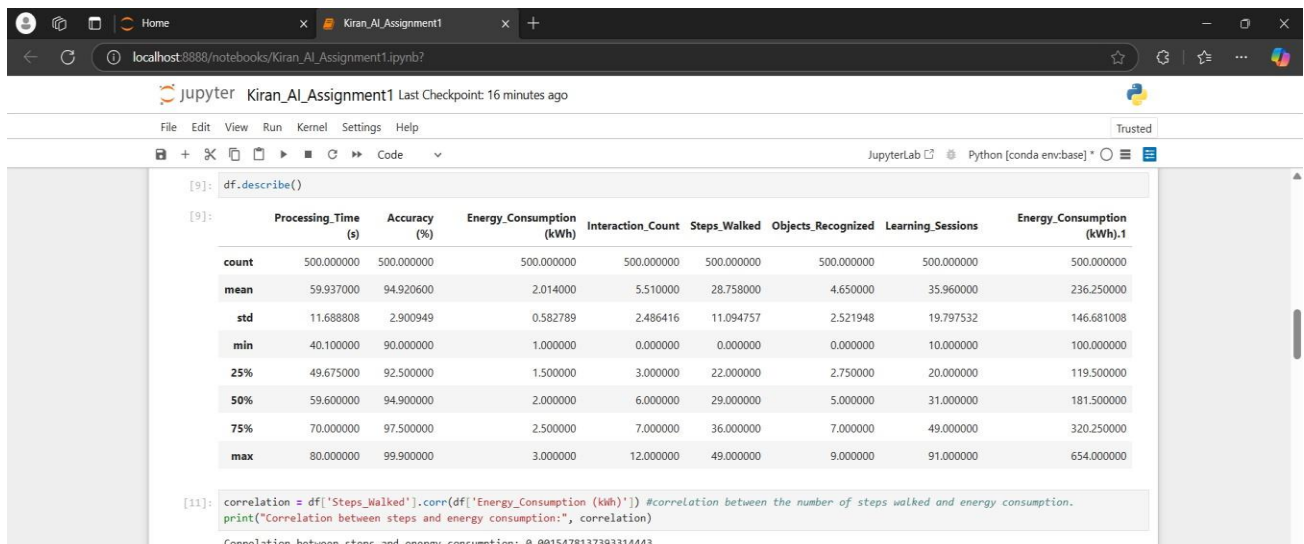 Home
Kiran_AI_Assignment1
localhost:8888/notebooks/Kiran_AI_Assignment1.ipynb?
jupyter Kiran_AI_Assignment1 Last Checkpoint: 16 minutes ago
File Edit View Run Kernel Settings Help Trusted
Code JupyterLab Python [conda env:base] *
[9]: df.describe()
[9]: Processing_Time (s) Accuracy (%) Energy_Consumption (kWh) Interaction_Count Steps_Walked Objects_Recognized Learning_Sessions Energy_Consumption (kWh).1
count 500.000000 500.000000 500.000000 500.000000 500.000000 500.000000 500.000000 500.000000
mean 59.937000 94.920600 2.014000 5.510000 28.758000 4.650000 35.960000 236.250000
std 11.688808 2.900949 0.582789 2.486416 11.094757 2.521948 19.797532 146.681008
min 40.100000 90.000000 1.000000 0.000000 0.000000 0.000000 10.000000 100.000000
25% 49.675000 92.500000 1.500000 3.000000 22.000000 2.750000 20.000000 119.500000
50% 59.600000 94.900000 2.000000 6.000000 29.000000 5.000000 31.000000 181.500000
75% 70.000000 97.500000 2.500000 7.000000 36.000000 7.000000 49.000000 320.250000
max 80.000000 99.900000 3.000000 12.000000 49.000000 9.000000 91.000000 654.000000
[11]: correlation = df['Steps_Walked'].corr(df['Energy_Consumption (kWh)']) #correlation between the number of steps walked and energy consumption.
print("Correlation between steps and energy consumption:", correlation)
Correlation between steps and energy consumption: 0.0015478137393314443